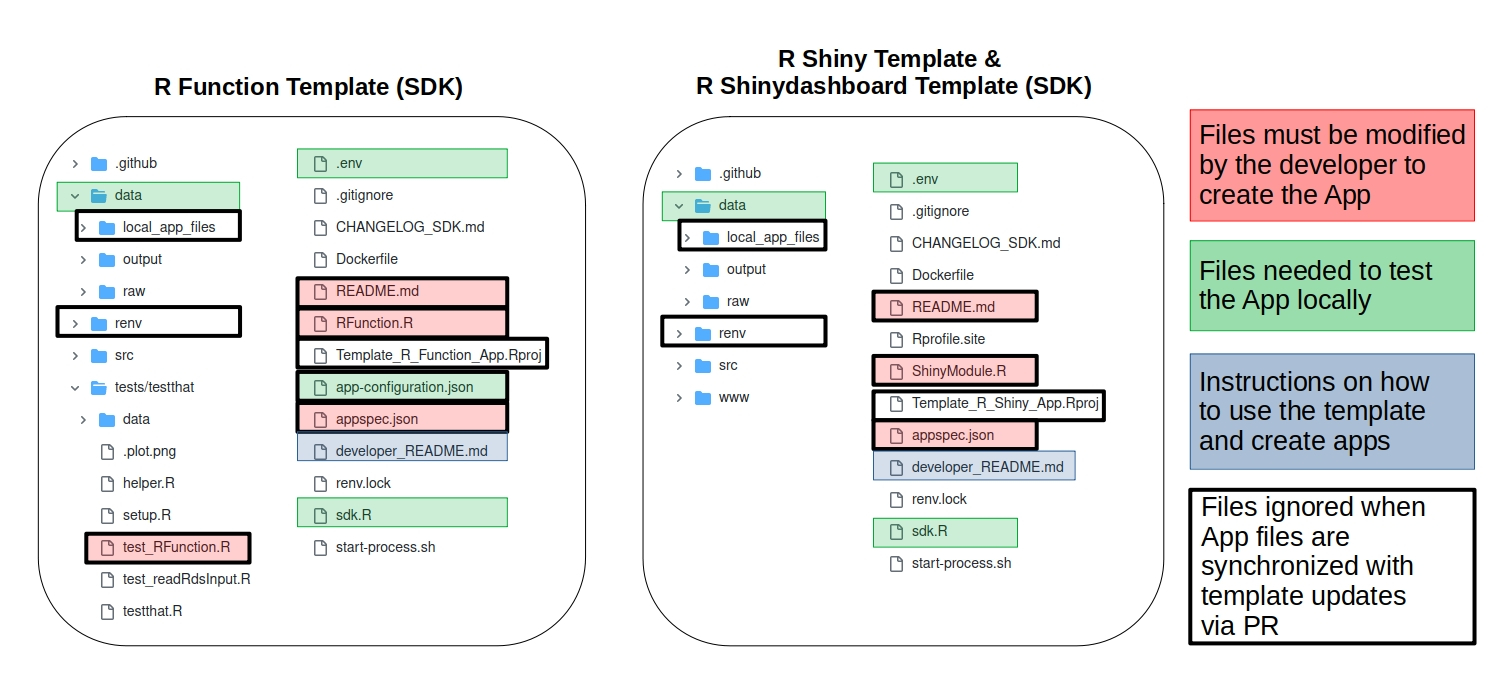 R Function Template (SDK)
.github
data
local_app_files
output
raw
renv
src
tests/testthat
data
.plot.png
helper.R
setup.R
test_RFunction.R
test_readRdsInput.R
testthat.R
.env
.gitignore
CHANGELOG_SDK.md
Dockerfile
README.md
RFunction.R
Template_R_Function_App.Rproj
app-configuration.json
appspec.json
developer_README.md
renv.lock
sdk.R
start-process.sh
R Shiny Template &
R Shinydashboard Template (SDK)
.github
data
local_app_files
output
raw
renv
src
www
.env
.gitignore
CHANGELOG_SDK.md
Dockerfile
README.md
Rprofile.site
ShinyModule.R
Template_R_Shiny_App.Rproj
appspec.json
developer_README.md
renv.lock
sdk.R
start-process.sh
Files must be modified
by the developer to
create the App
Files needed to test
the App locally
Instructions on how
to use the template
and create apps
Files ignored when
App files are
synchronized with
template updates
via PR